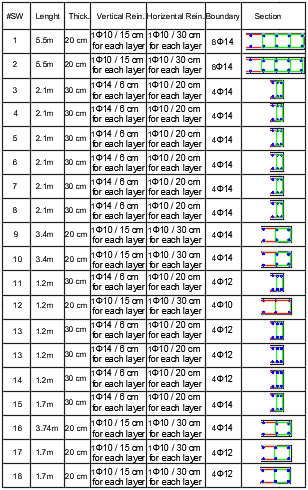 #SW Lenght Thick. Vertical Rein. Horizental Rein. Boundary Section
1 5.5m 20 cm 1Φ10 / 15 cm for each layer 1Φ10 / 30 cm for each layer 8Φ14
2 5.5m 20 cm 1Φ10 / 15 cm for each layer 1Φ10 / 30 cm for each layer 8Φ14
3 2.1m 30 cm 1Φ14 / 6 cm for each layer 1Φ10 / 20 cm for each layer 4Φ14
4 2.1m 30 cm 1Φ14 / 6 cm for each layer 1Φ10 / 20 cm for each layer 4Φ14
5 2.1m 30 cm 1Φ14 / 6 cm for each layer 1Φ10 / 20 cm for each layer 4Φ14
6 2.1m 30 cm 1Φ14 / 6 cm for each layer 1Φ10 / 20 cm for each layer 4Φ14
7 2.1m 30 cm 1Φ14 / 6 cm for each layer 1Φ10 / 20 cm for each layer 4Φ14
8 2.1m 30 cm 1Φ14 / 6 cm for each layer 1Φ10 / 20 cm for each layer 4Φ14
9 3.4m 20 cm 1Φ10 / 15 cm for each layer 1Φ10 / 30 cm for each layer 4Φ14
10 3.4m 20 cm 1Φ10 / 15 cm for each layer 1Φ10 / 30 cm for each layer 4Φ14
11 1.2m 30 cm 1Φ14 / 6 cm for each layer 1Φ10 / 20 cm for each layer 4Φ12
12 1.2m 20 cm 1Φ10 / 15 cm for each layer 1Φ10 / 30 cm for each layer 4Φ10
13 1.2m 30 cm 1Φ14 / 6 cm for each layer 1Φ10 / 20 cm for each layer 4Φ12
13 1.2m 30 cm 1Φ14 / 6 cm for each layer 1Φ10 / 20 cm for each layer 4Φ12
14 1.2m 30 cm 1Φ14 / 6 cm for each layer 1Φ10 / 20 cm for each layer 4Φ12
15 1.7m 30 cm 1Φ14 / 6 cm for each layer 1Φ10 / 20 cm for each layer 4Φ14
16 3.74m 20 cm 1Φ10 / 15 cm for each layer 1Φ10 / 30 cm for each layer 4Φ14
17 1.7m 20 cm 1Φ10 / 15 cm for each layer 1Φ10 / 30 cm for each layer 4Φ12
18 1.7m 20 cm 1Φ10 / 15 cm for each layer 1Φ10 / 30 cm for each layer 4Φ12